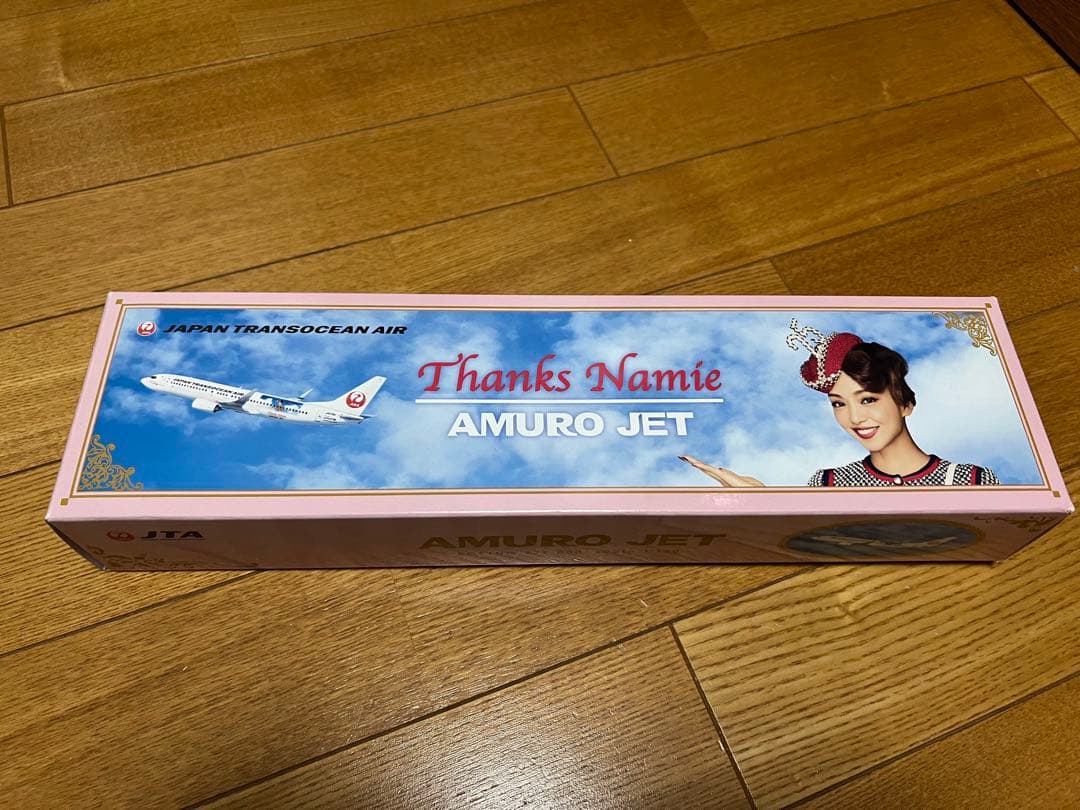 JAPAN TRANSOCEAN AIR
Thanks Namie
AMURO JET
JTA
AMURO JET